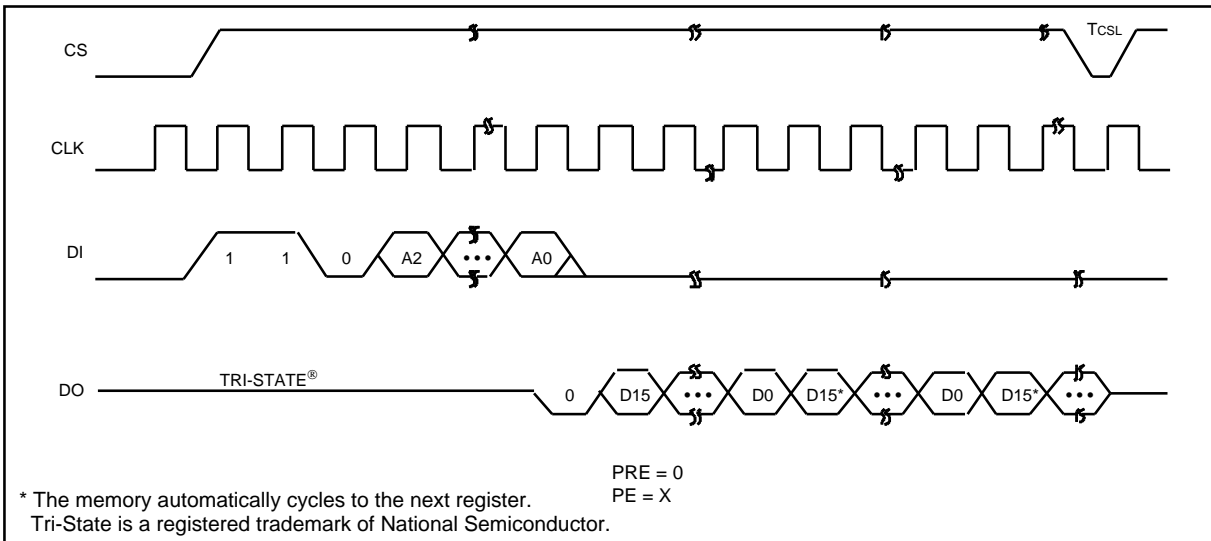 CS
TCSL
CLK
DI
1 1 0 A2 ••• A0
DO
TRI-STATE®
0 D15 ••• D0 D15* ••• D0 D15* •••
PRE = 0
PE = X
* The memory automatically cycles to the next register.
Tri-State is a registered trademark of National Semiconductor.